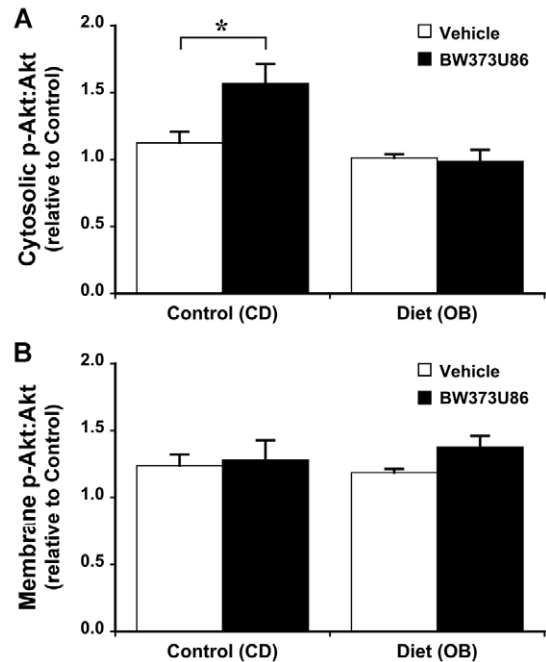 A
Cytosolic p-Akt:Akt
(relative to Control)
2.0
1.5
1.0
0.5
0.0
*
Vehicle
BW373U86
Control (CD)
Diet (OB)
B
Membrane p-Akt:Akt
(relative to Control)
2.0
1.5
1.0
0.5
0.0
Vehicle
BW373U86
Control (CD)
Diet (OB)